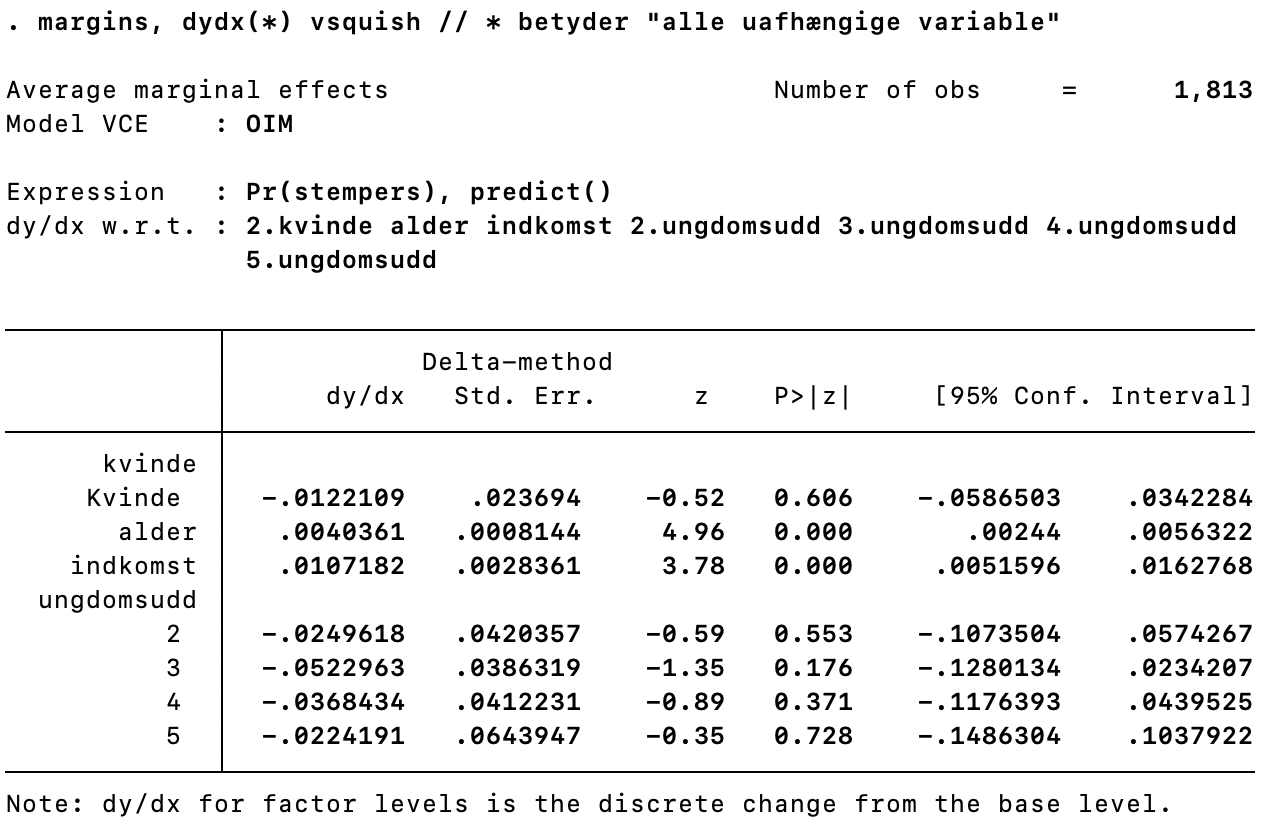 . margins, dydx(*) vsquish // * betyder "alle uafhængige variable"
Average marginal effects Number of obs = 1,813
Model VCE : OIM
Expression : Pr(stempers), predict()
dy/dx w.r.t. : 2.kvinde alder indkomst 2.ungdomsudd 3.ungdomsudd 4.ungdomsudd
5.ungdomsudd
Delta-method
dy/dx Std. Err. z P>|z| [95% Conf. Interval]
kvinde
Kvinde -.0122109 .023694 -0.52 0.606 -.0586503 .0342284
alder .0040361 .0008144 4.96 0.000 .00244 .0056322
indkomst .0107182 .0028361 3.78 0.000 .0051596 .0162768
ungdomsudd
2 -.0249618 .0420357 -0.59 0.553 -.1073504 .0574267
3 -.0522963 .0386319 -1.35 0.176 -.1280134 .0234207
4 -.0368434 .0412231 -0.89 0.371 -.1176393 .0439525
5 -.0224191 .0643947 -0.35 0.728 -.1486304 .1037922
Note: dy/dx for factor levels is the discrete change from the base level.